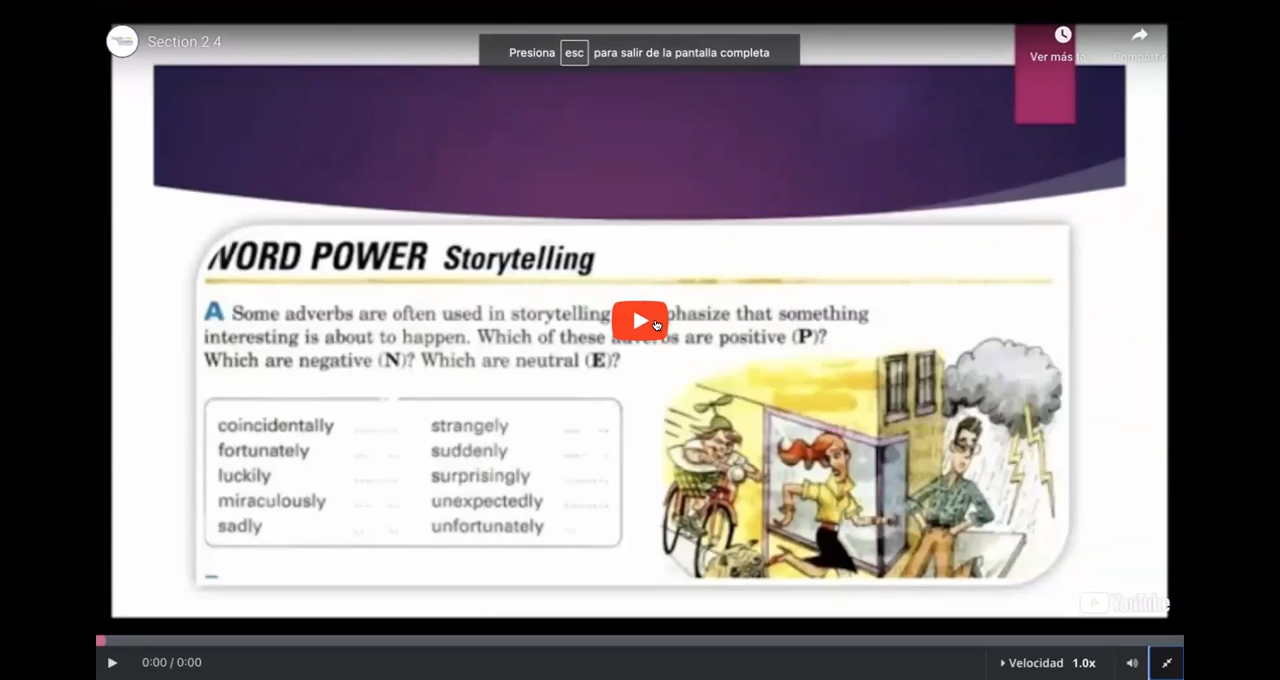 Section 2 4
Presiona esc para salir de la pantalla completa
Ver más
Compartir
WORD POWER Storytelling
A Some adverbs are often used in storytelling phasize that something
interesting is about to happen. Which of these adverbs are positive (P)?
Which are negative (N)? Which are neutral (E)?
coincidentally strangely
fortunately suddenly
luckily surprisingly
miraculously unexpectedly
sadly unfortunately
YouTube
0:00 / 0:00
Velocidad 1.0x